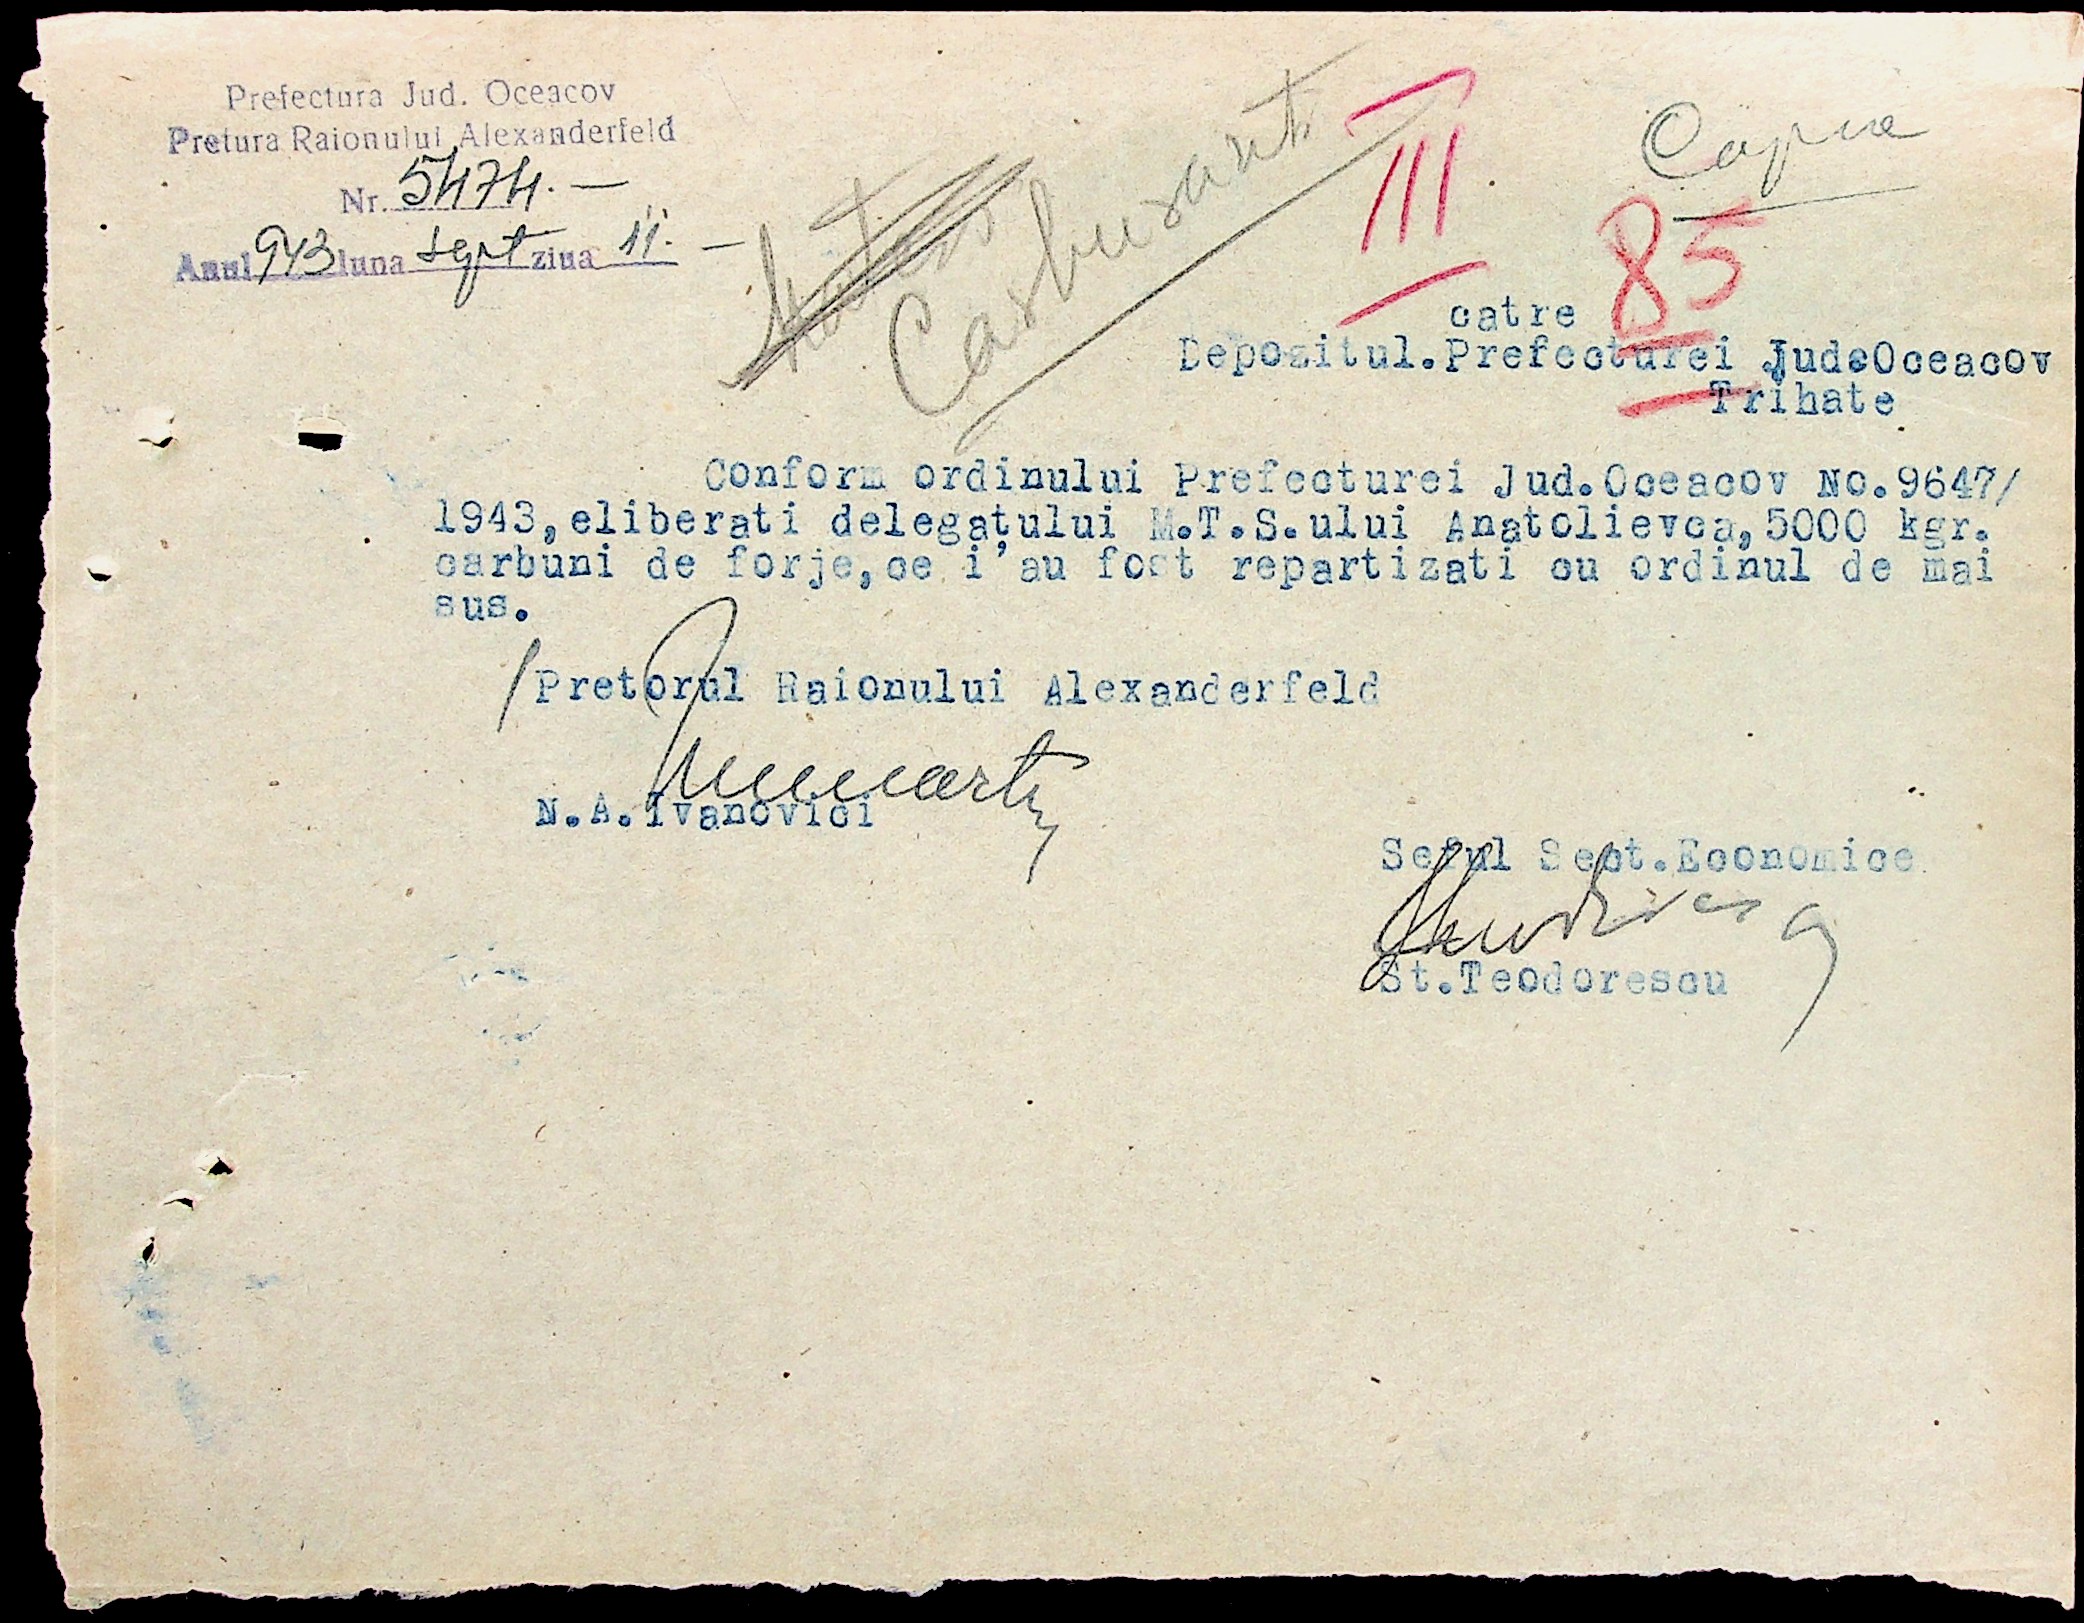 Prefectura Jud. Oceacov
Pretura Raionului Alexanderfeld
Nr. 5474.—
Anul 943 luna sept ziua 11.—
Carburanti
III
Copie
85
catre
Depozitul.Prefecturei Jud.Oceacov
Trihate
Conform ordinului Prefecturei Jud.Oceacov No.9647/
1943,eliberati delegatului M.T.S.ului Anatolievca,5000 kgr.
carbuni de forje,ce i'au fost repartizati cu ordinul de mai
sus.
/Pretorul Raionului Alexanderfeld
N.A.Ivanovici
Seful Sect.Economice
St.Teodorescu